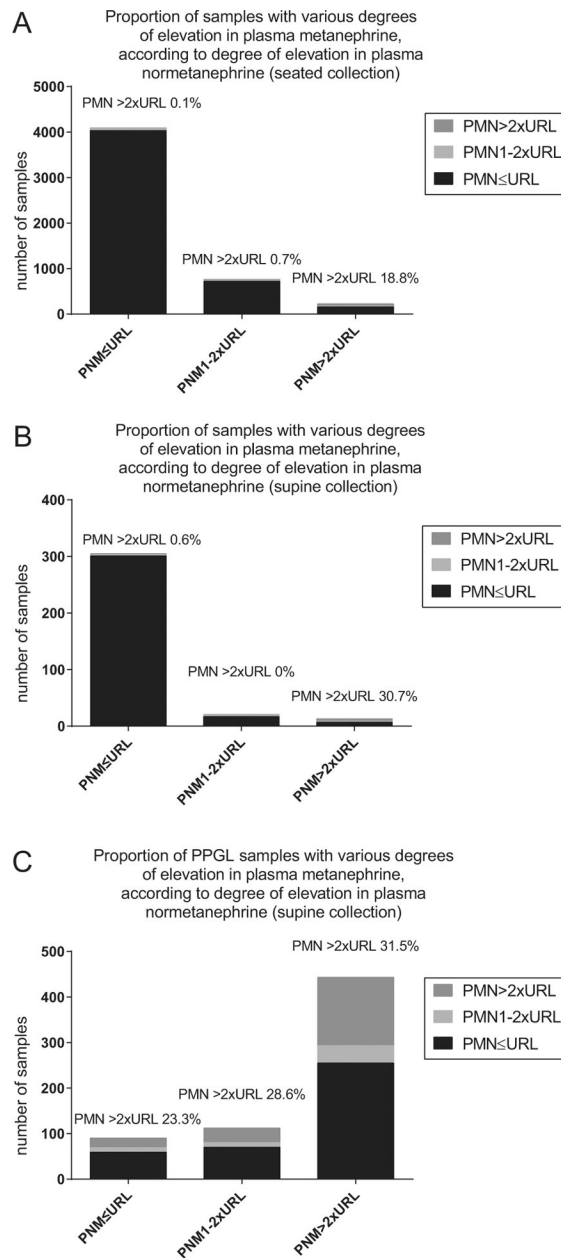 A
Proportion of samples with various degrees
of elevation in plasma metanephrine,
according to degree of elevation in plasma
normetanephrine (seated collection)
number of samples
5000
4000
3000
2000
1000
0
PMN >2xURL 0.1%
PMN >2xURL 0.7%
PMN >2xURL 18.8%
PNM≤URL
PNM1-2xURL
PNM>2xURL
PMN>2xURL
PMN1-2xURL
PMN≤URL
B
Proportion of samples with various degrees
of elevation in plasma metanephrine,
according to degree of elevation in plasma
normetanephrine (supine collection)
number of samples
400
300
200
100
0
PMN >2xURL 0.6%
PMN >2xURL 0%
PMN >2xURL 30.7%
PNM≤URL
PNM1-2xURL
PNM>2xURL
PMN>2xURL
PMN1-2xURL
PMN≤URL
C
Proportion of PPGL samples with various degrees
of elevation in plasma metanephrine,
according to degree of elevation in plasma
normetanephrine (supine collection)
number of samples
500
400
300
200
100
0
PMN >2xURL 23.3%
PMN >2xURL 28.6%
PMN >2xURL 31.5%
PNM≤URL
PNM1-2xURL
PNM>2xURL
PMN>2xURL
PMN1-2xURL
PMN≤URL